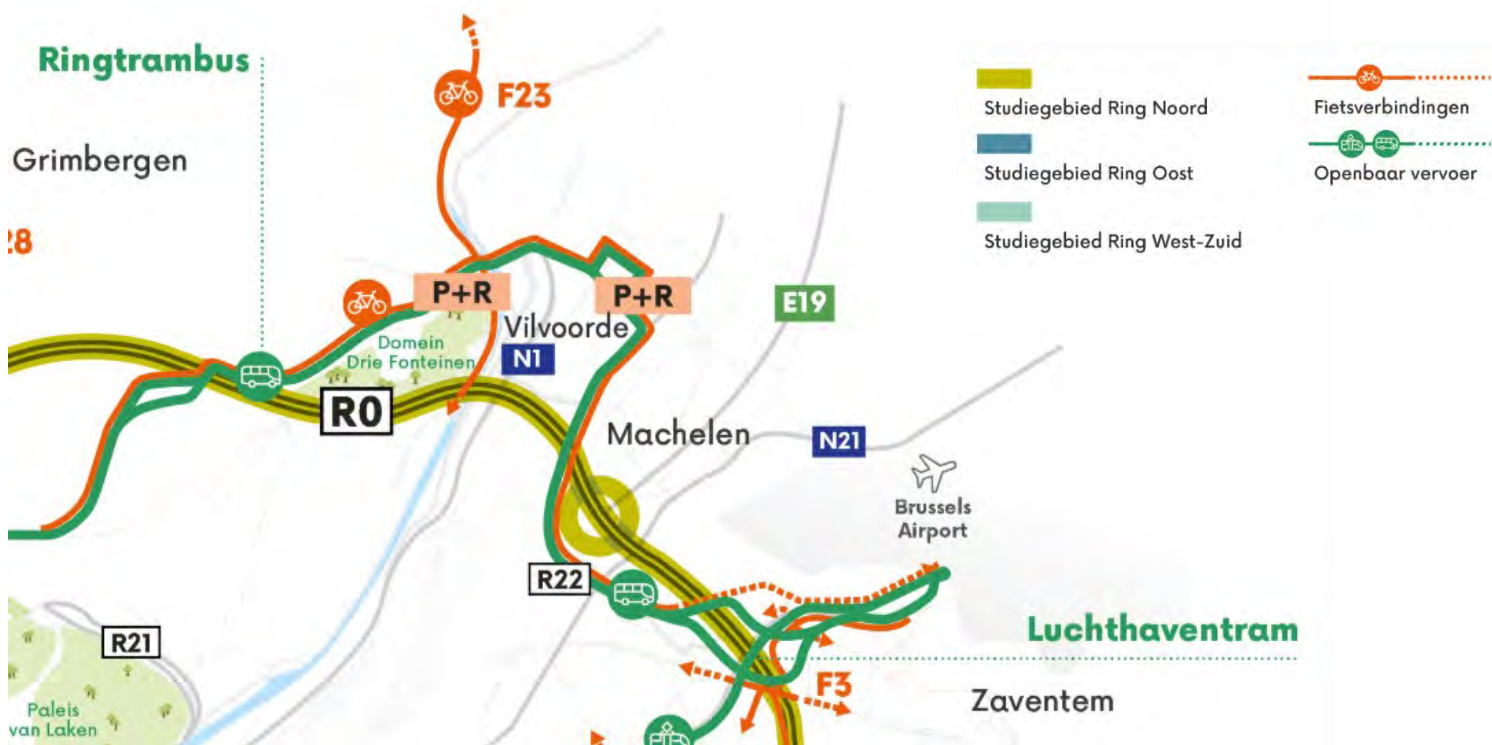 Ringtrambus
F23
Grimbergen
28
P+R
P+R
Vilvoorde
E19
Domein
Drie Fonteinen
N1
R0
Machelen
N21
Brussels
Airport
R22
R21
Luchthaventram
F3
Zaventem
Paleis
van Laken
Studiegebied Ring Noord
Studiegebied Ring Oost
Studiegebied Ring West-Zuid
Fietsverbindingen
Openbaar vervoer